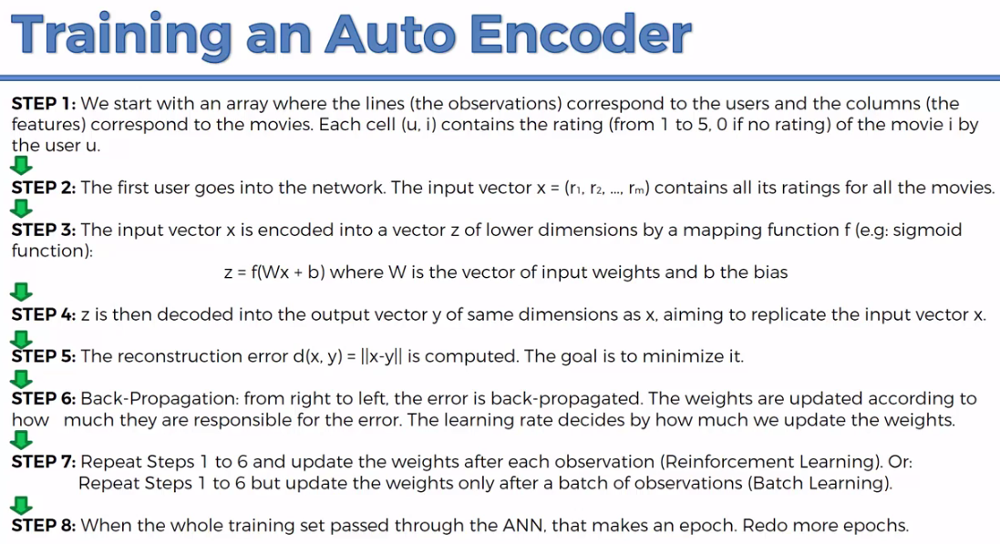 Training an Auto Encoder
STEP 1: We start with an array where the lines (the observations) correspond to the users and the columns (the
features) correspond to the movies. Each cell (u, i) contains the rating (from 1 to 5, 0 if no rating) of the movie i by
the user u.
STEP 2: The first user goes into the network. The input vector x = (r₁, r₂, ..., rₘ) contains all its ratings for all the movies.
STEP 3: The input vector x is encoded into a vector z of lower dimensions by a mapping function f (e.g: sigmoid
function):
z = f(Wx + b) where W is the vector of input weights and b the bias
STEP 4: z is then decoded into the output vector y of same dimensions as x, aiming to replicate the input vector x.
STEP 5: The reconstruction error d(x, y) = ||x-y|| is computed. The goal is to minimize it.
STEP 6: Back-Propagation: from right to left, the error is back-propagated. The weights are updated according to
how much they are responsible for the error. The learning rate decides by how much we update the weights.
STEP 7: Repeat Steps 1 to 6 and update the weights after each observation (Reinforcement Learning). Or:
Repeat Steps 1 to 6 but update the weights only after a batch of observations (Batch Learning).
STEP 8: When the whole training set passed through the ANN, that makes an epoch. Redo more epochs.